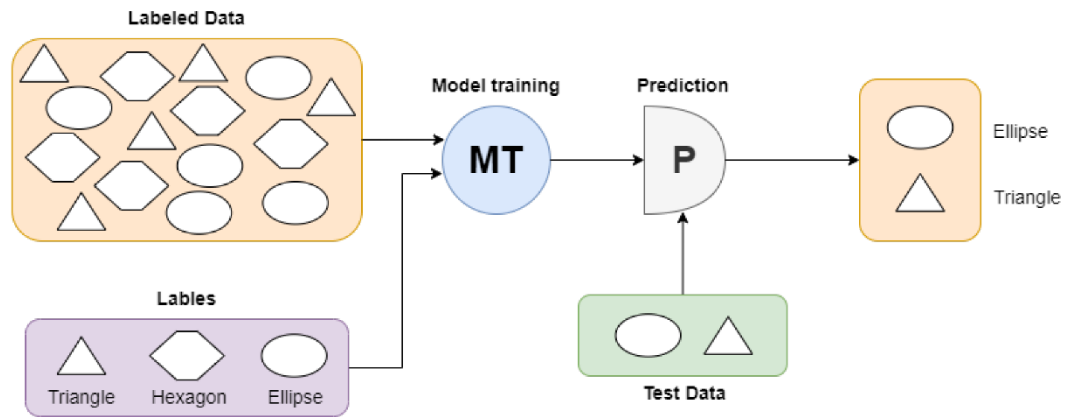 Labeled Data
Model training
Prediction
MT
P
Ellipse
Triangle
Lables
Triangle Hexagon Ellipse
Test Data